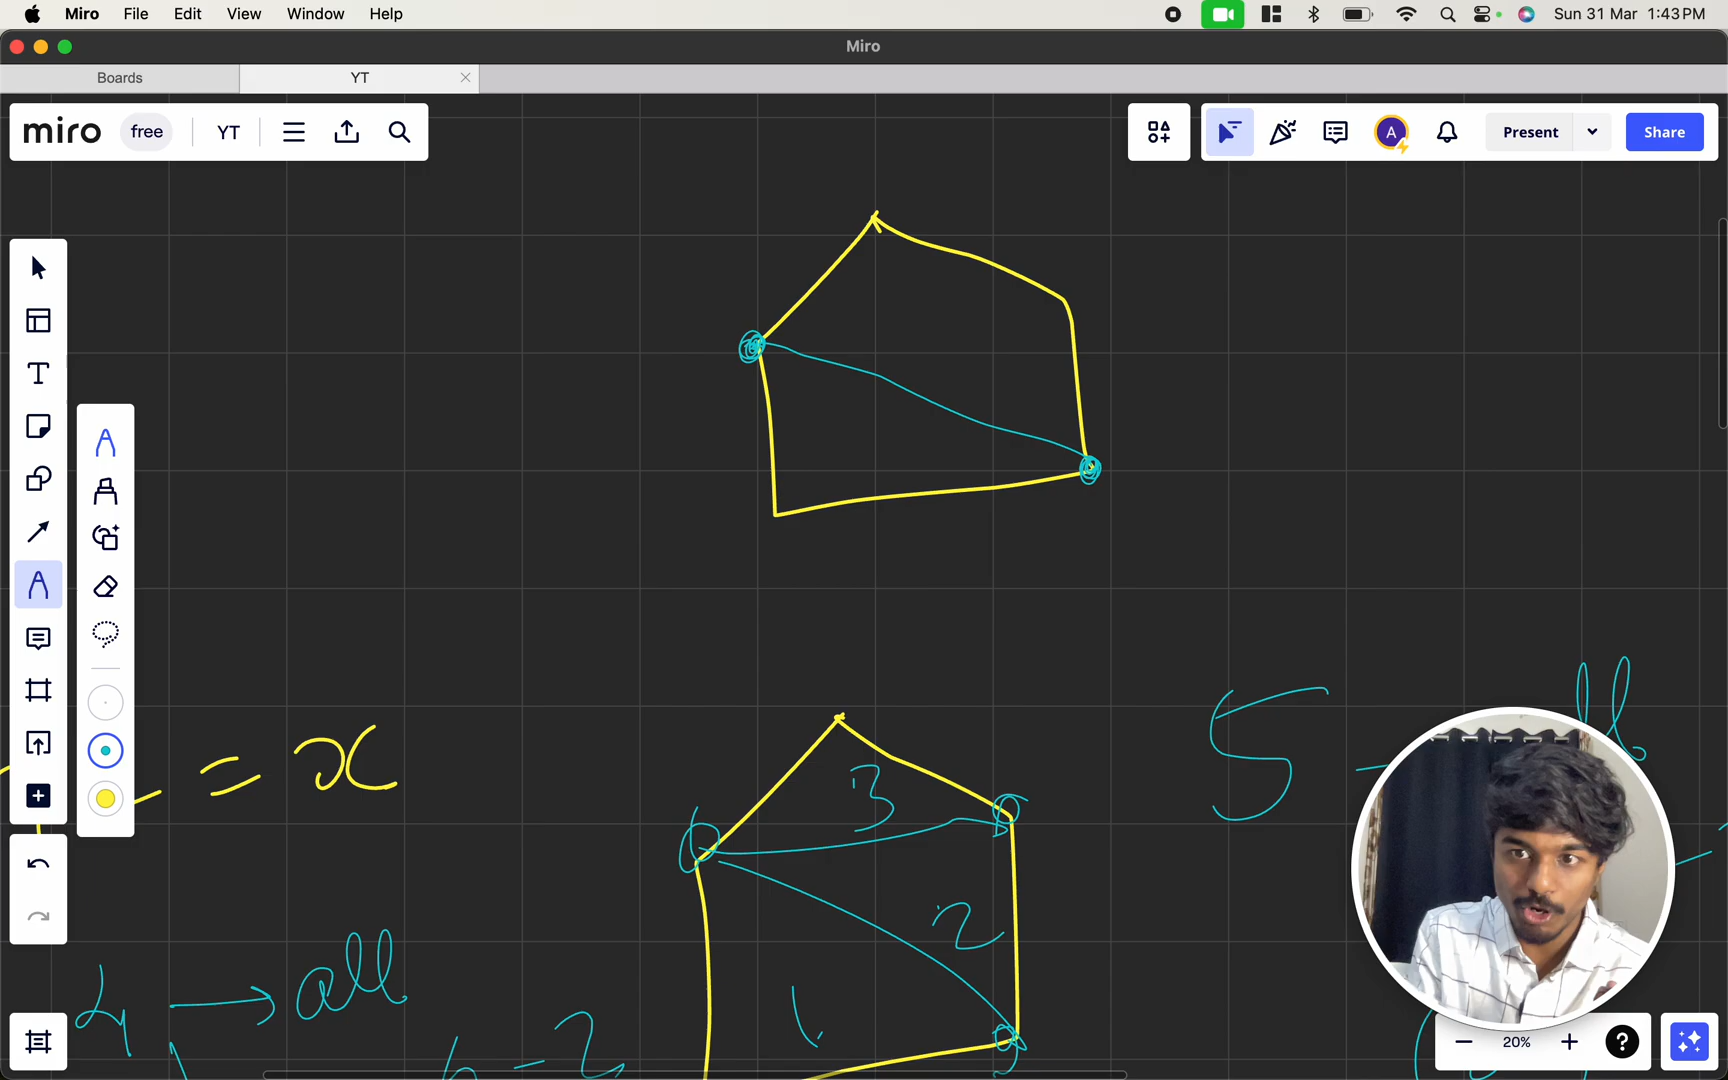 Miro File Edit View Window Help Sun 31 Mar 1:43 PM
Miro
Boards YT
miro free YT Present Share
A
= x
3
5
2
4 → all
1
n - 2
20%